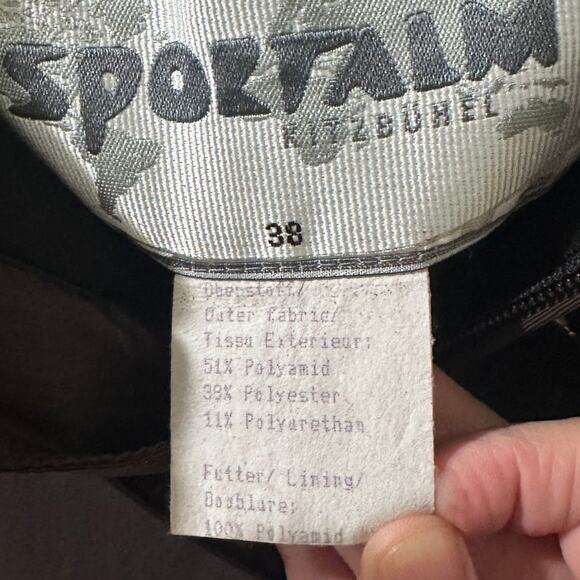 SPORTALM
KITZBÜHEL
38
Oberstoff/
Outer fabric/
Tissu Exterieur:
51% Polyamid
38% Polyester
11% Polyurethan
Futter/ Lining/
Doublure:
100% Polyamid